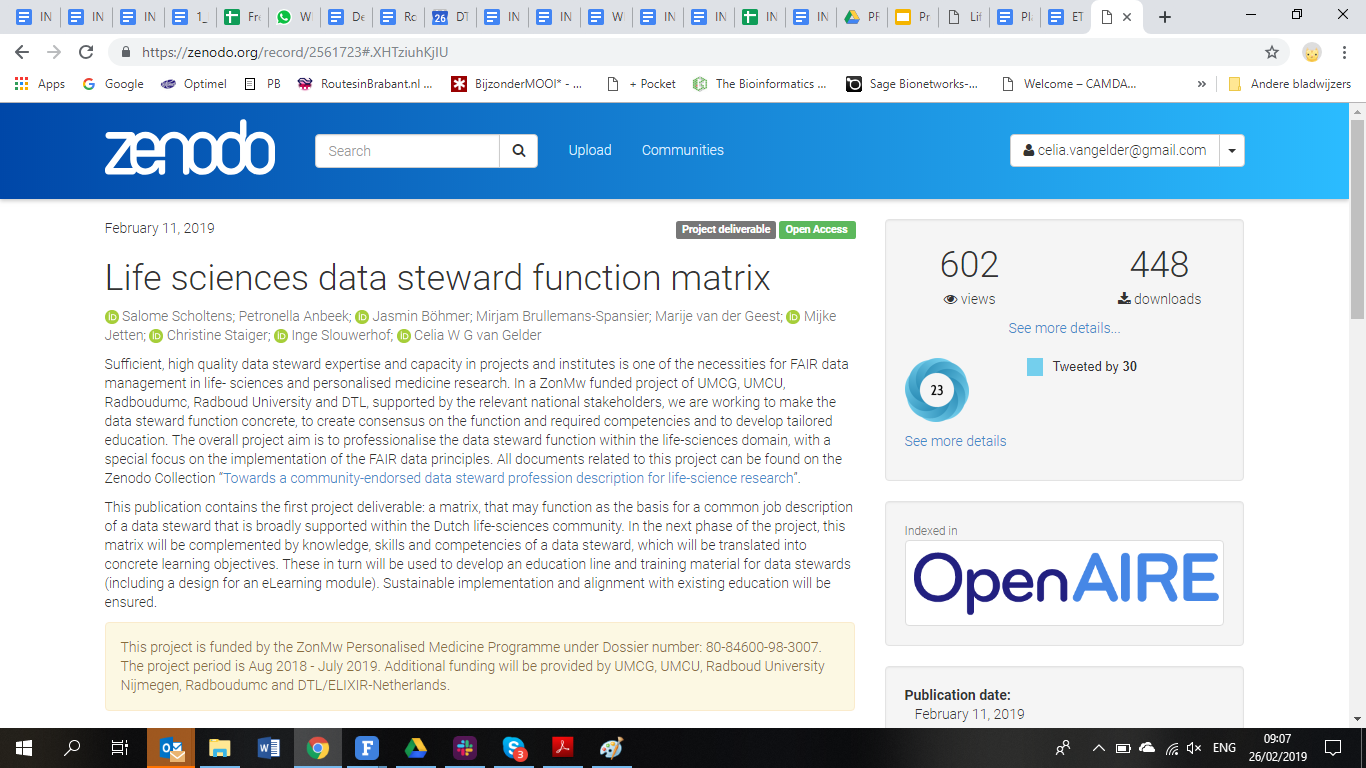 IN
IN
IN
1_
Fre
W
De
Ro
26
DT
IN
IN
W
IN
IN
IN
IN
PF
Pr
Lif
Pl
ET
https://zenodo.org/record/2561723#.XHTziuhKjIU
Apps
Google
Optimel
PB
RoutesinBrabant.nl ...
BijzonderMOOI* - ...
+ Pocket
The Bioinformatics ...
Sage Bionetworks-...
Welcome – CAMDA...
»
Andere bladwijzers
zenodo
Search
Upload
Communities
celia.vangelder@gmail.com
February 11, 2019
Project deliverable
Open Access
Life sciences data steward function matrix
Salome Scholtens; Petronella Anbeek; Jasmin Böhmer; Mirjam Brullemans-Spansier; Marije van der Geest; Mijke
Jetten; Christine Staiger; Inge Slouwerhof; Celia W G van Gelder
Sufficient, high quality data steward expertise and capacity in projects and institutes is one of the necessities for FAIR data
management in life- sciences and personalised medicine research. In a ZonMw funded project of UMCG, UMCU,
Radboudumc, Radboud University and DTL, supported by the relevant national stakeholders, we are working to make the
data steward function concrete, to create consensus on the function and required competencies and to develop tailored
education. The overall project aim is to professionalise the data steward function within the life-sciences domain, with a
special focus on the implementation of the FAIR data principles. All documents related to this project can be found on the
Zenodo Collection “Towards a community-endorsed data steward profession description for life-science research”.
This publication contains the first project deliverable: a matrix, that may function as the basis for a common job description
of a data steward that is broadly supported within the Dutch life-sciences community. In the next phase of the project, this
matrix will be complemented by knowledge, skills and competencies of a data steward, which will be translated into
concrete learning objectives. These in turn will be used to develop an education line and training material for data stewards
(including a design for an eLearning module). Sustainable implementation and alignment with existing education will be
ensured.
This project is funded by the ZonMw Personalised Medicine Programme under Dossier number: 80-84600-98-3007.
The project period is Aug 2018 - July 2019. Additional funding will be provided by UMCG, UMCU, Radboud University
Nijmegen, Radboudumc and DTL/ELIXIR-Netherlands.
602
views
448
downloads
See more details...
23
Tweeted by 30
See more details
Indexed in
OpenAIRE
Publication date:
February 11, 2019
3
ENG
09:07
26/02/2019